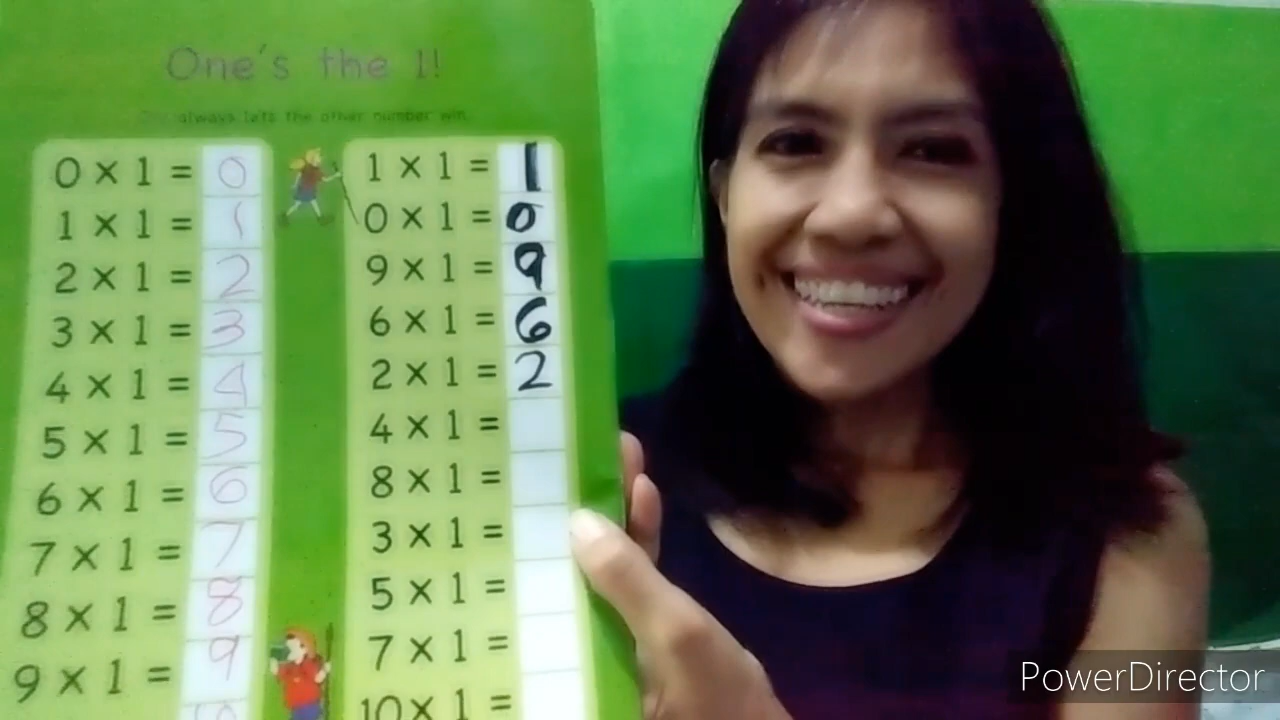 One's the 1!
always lets the other number win.
0 × 1 = 0
1 × 1 = 1
2 × 1 = 2
3 × 1 = 3
4 × 1 = 4
5 × 1 = 5
6 × 1 = 6
7 × 1 = 7
8 × 1 = 8
9 × 1 = 9
1 × 1 = 1
0 × 1 = 0
9 × 1 = 9
6 × 1 = 6
2 × 1 = 2
4 × 1 =
8 × 1 =
3 × 1 =
5 × 1 =
7 × 1 =
10 × 1 =
PowerDirector